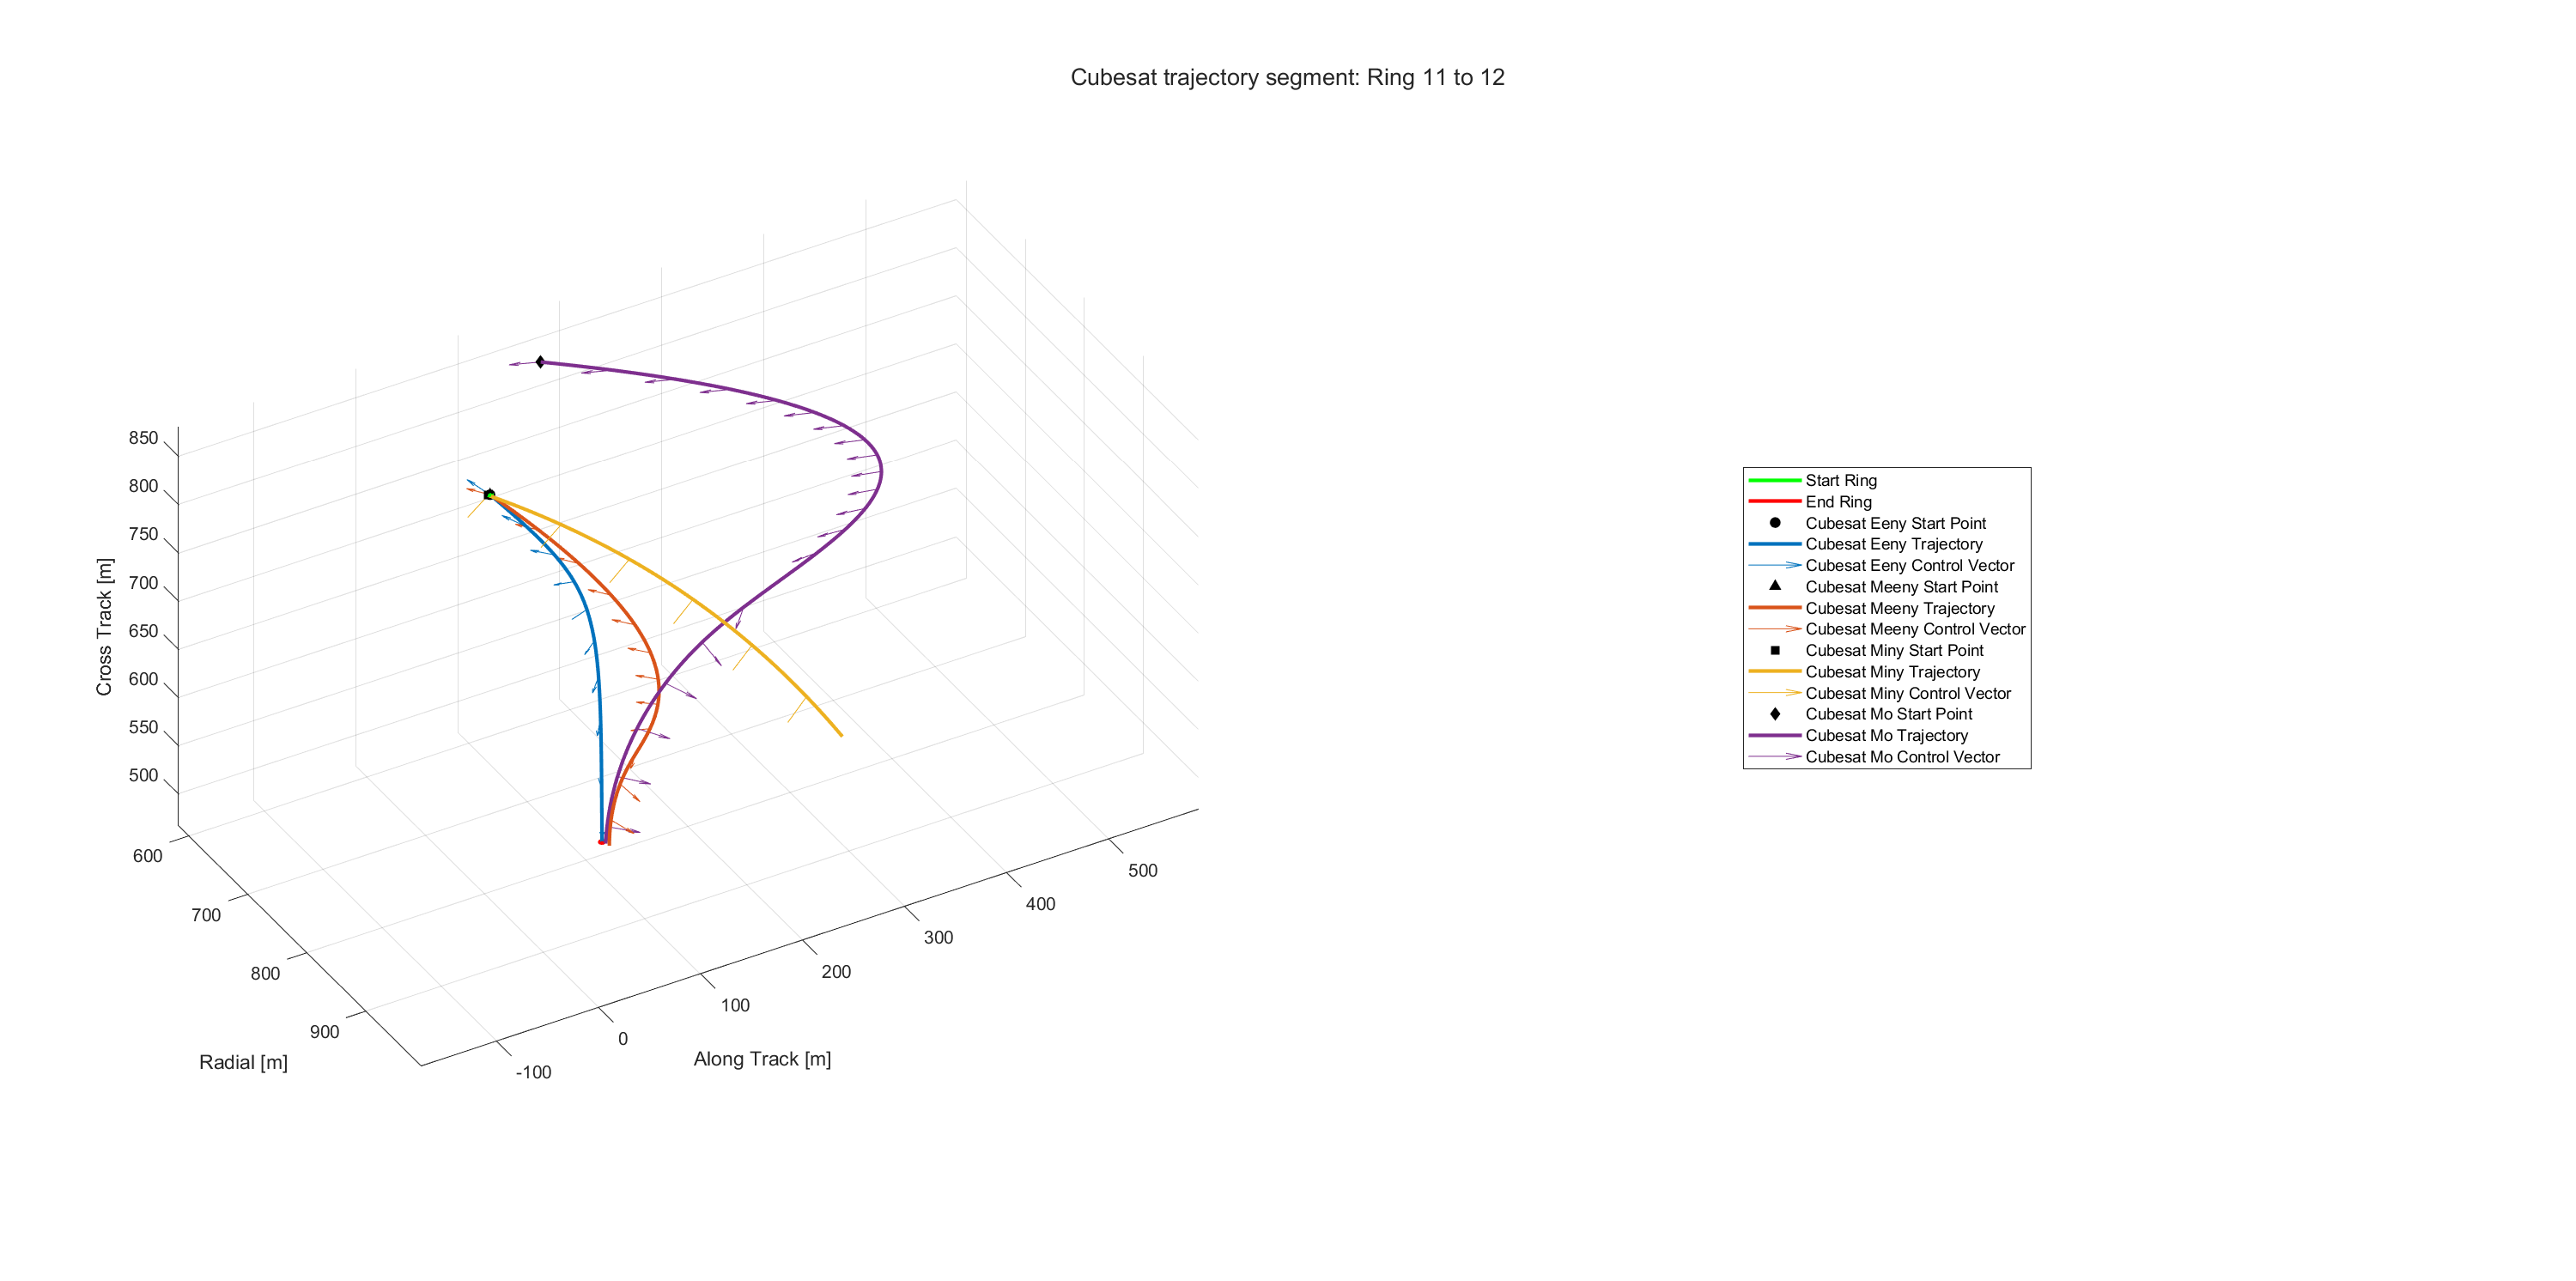 Cubesat trajectory segment: Ring 11 to 12
850
800
750
700
650
600
550
500
Cross Track [m]
600
700
800
900
Radial [m]
-100
0
100
200
300
400
500
Along Track [m]
Start Ring
End Ring
Cubesat Eeny Start Point
Cubesat Eeny Trajectory
Cubesat Eeny Control Vector
Cubesat Meeny Start Point
Cubesat Meeny Trajectory
Cubesat Meeny Control Vector
Cubesat Miny Start Point
Cubesat Miny Trajectory
Cubesat Miny Control Vector
Cubesat Mo Start Point
Cubesat Mo Trajectory
Cubesat Mo Control Vector